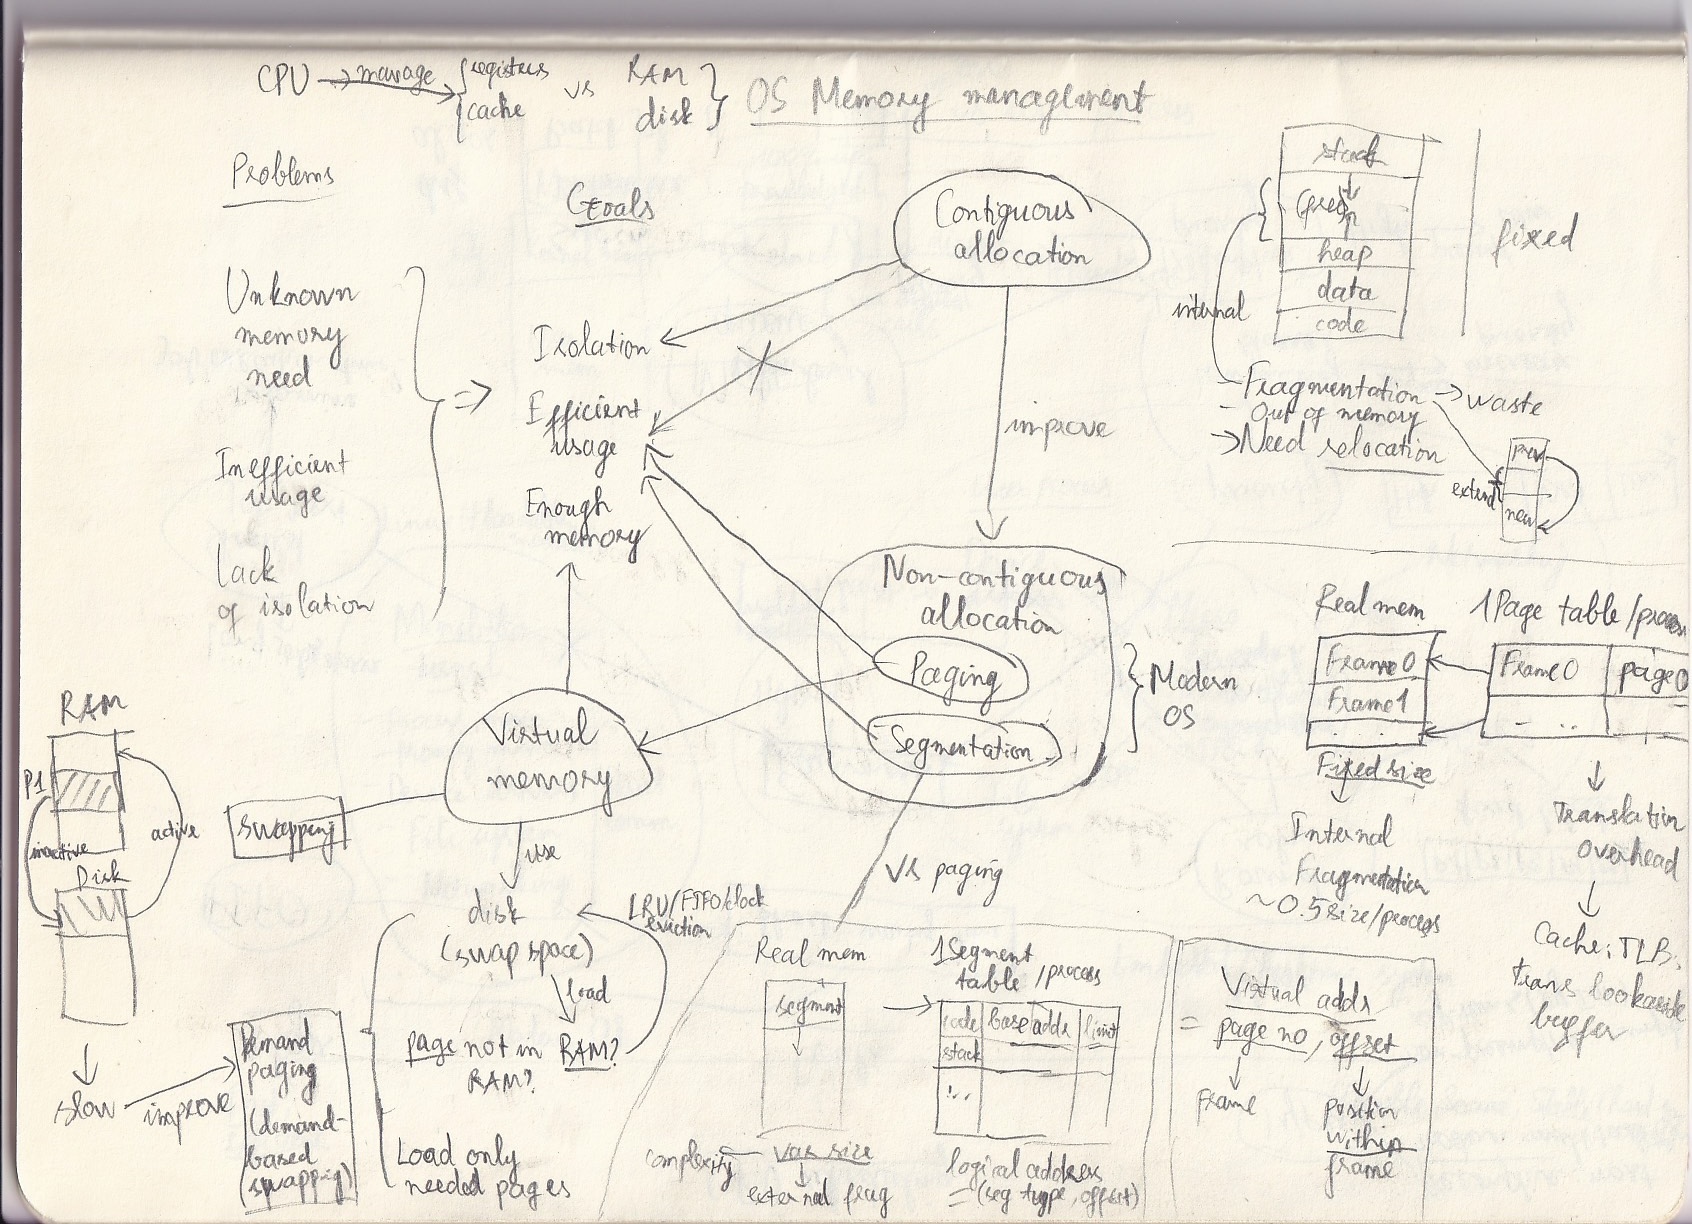 CPU → manage { registers cache vs RAM disk }
OS Memory management
Problems
Unknown
memory
need
Inefficient
usage
Lack
of isolation
⇒
Goals
Isolation
Efficient
usage
Enough
memory
Contiguous
allocation
improve
Non-contiguous
allocation
Paging
Segmentation
Modern
OS
stack
heap
data
code
fixed
internal
- Fragmentation → waste
- Out of memory
→ Need relocation
extend
prev
new
Real mem
Frame 0
Frame 1
. . .
Fixed size
Internal
Fragmentation
~0.5 size/process
1 Page table /process
Frame 0 page 0
- ..
Translation
overhead
Cache: TLB:
trans lookaside
buffer
Virtual
memory
swapping
use
disk
(swap space)
load
page not in RAM?
RAM?
LRU/FIFO/clock
eviction
Load only
needed pages
RAM
P1
inactive
active
Disk
slow
improve
Demand
paging
(demand-
based
swapping)
vs paging
Real mem
segment
var size
complexity
external frag
1 Segment
table /process
code base addr limit
stack
...
logical address
= (seg type, offset)
Virtual addr
= page no, offset
Frame
position
within
frame